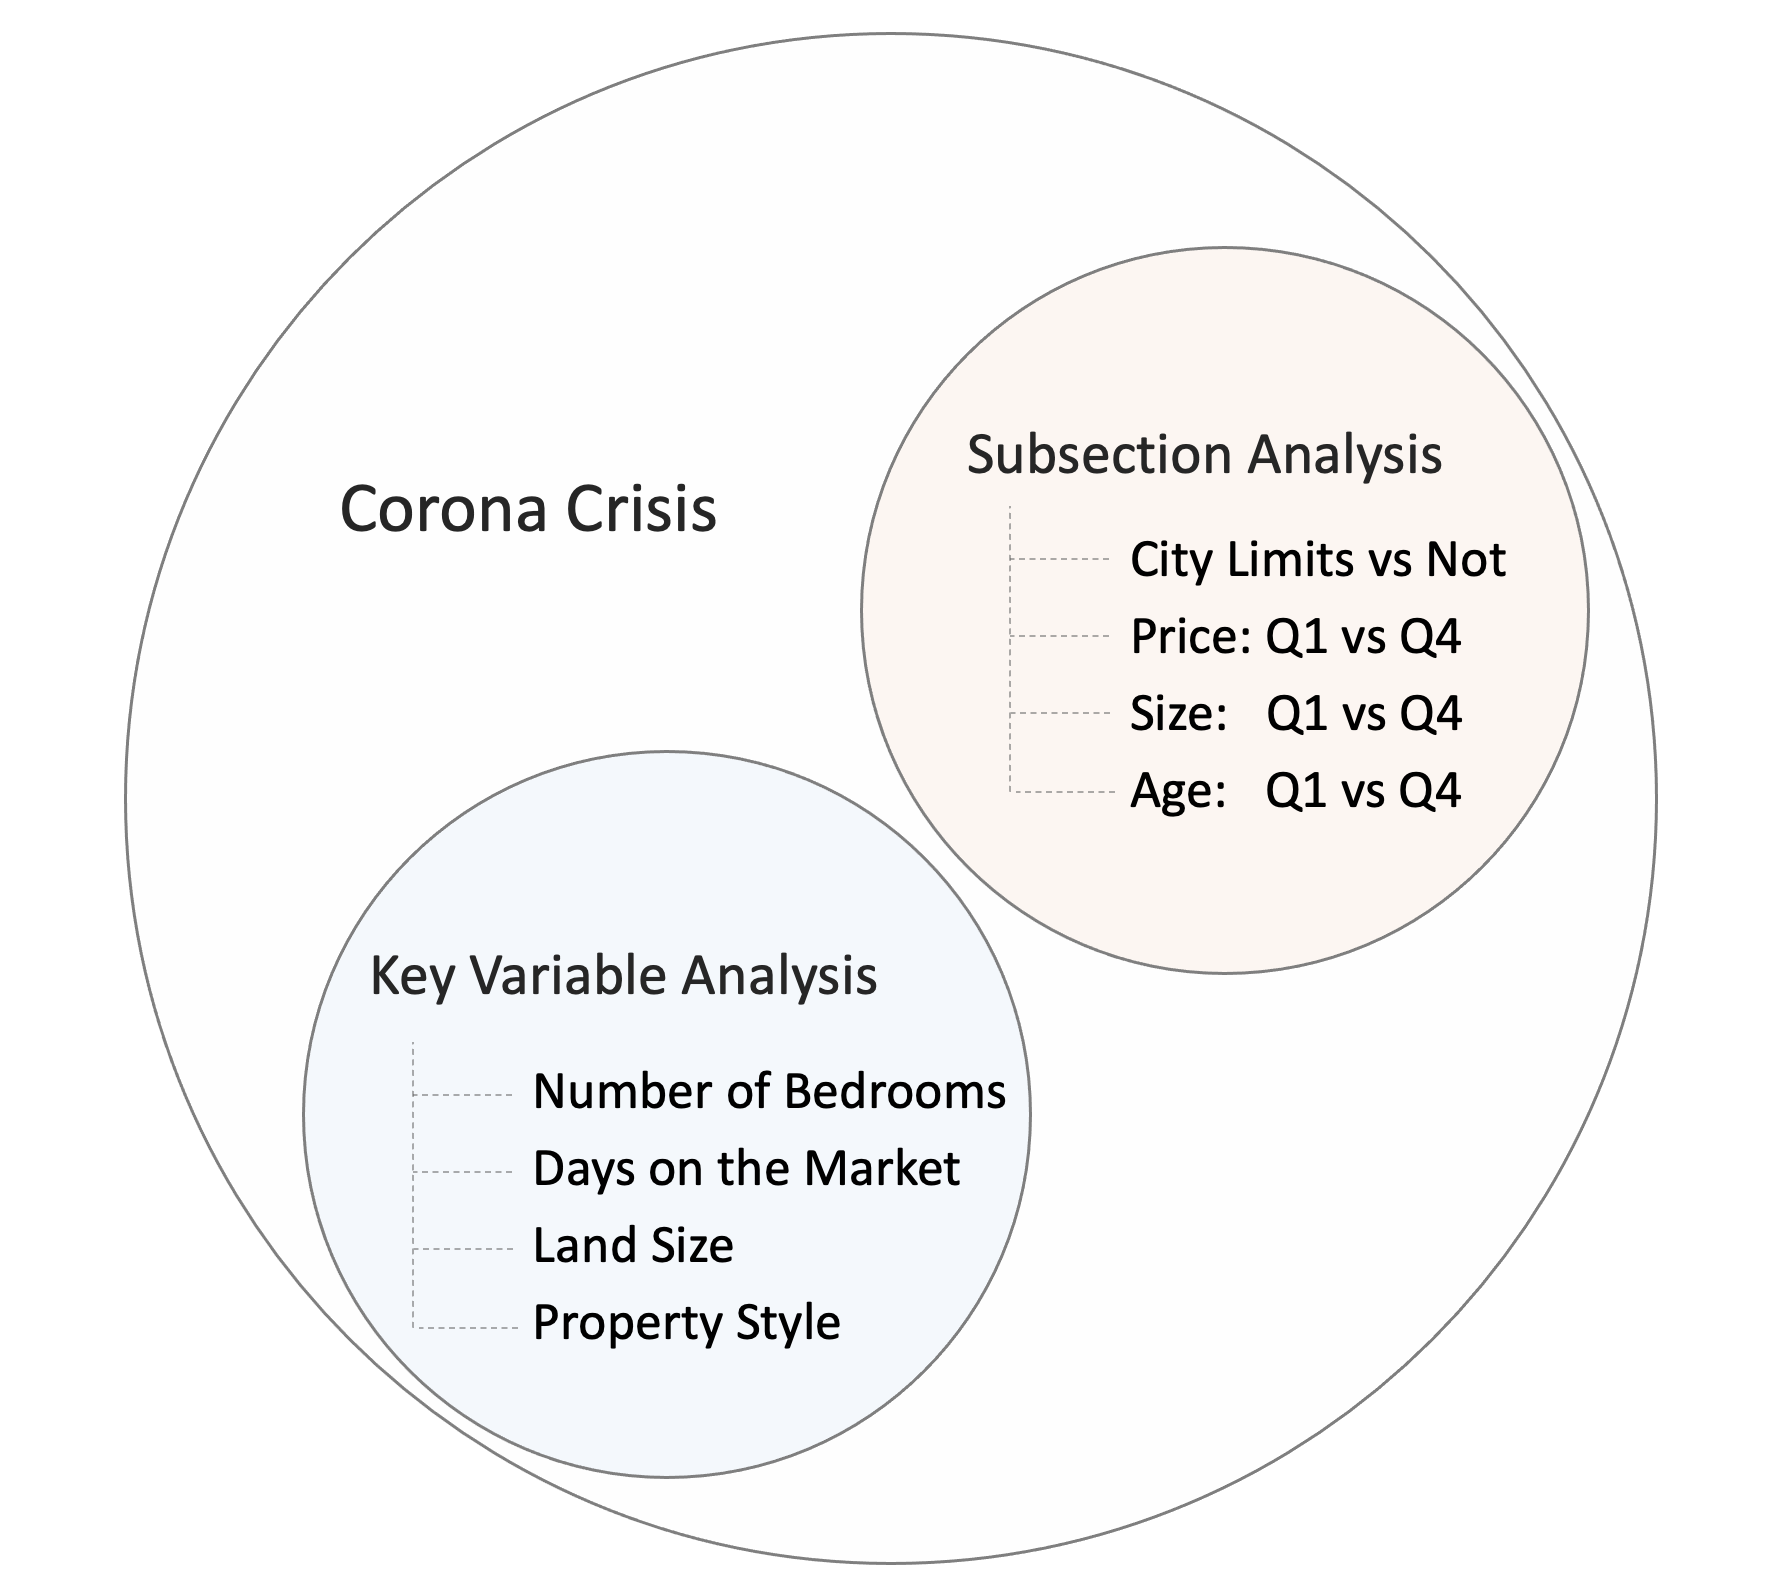 Corona Crisis
Subsection Analysis
City Limits vs Not
Price: Q1 vs Q4
Size: Q1 vs Q4
Age: Q1 vs Q4
Key Variable Analysis
Number of Bedrooms
Days on the Market
Land Size
Property Style